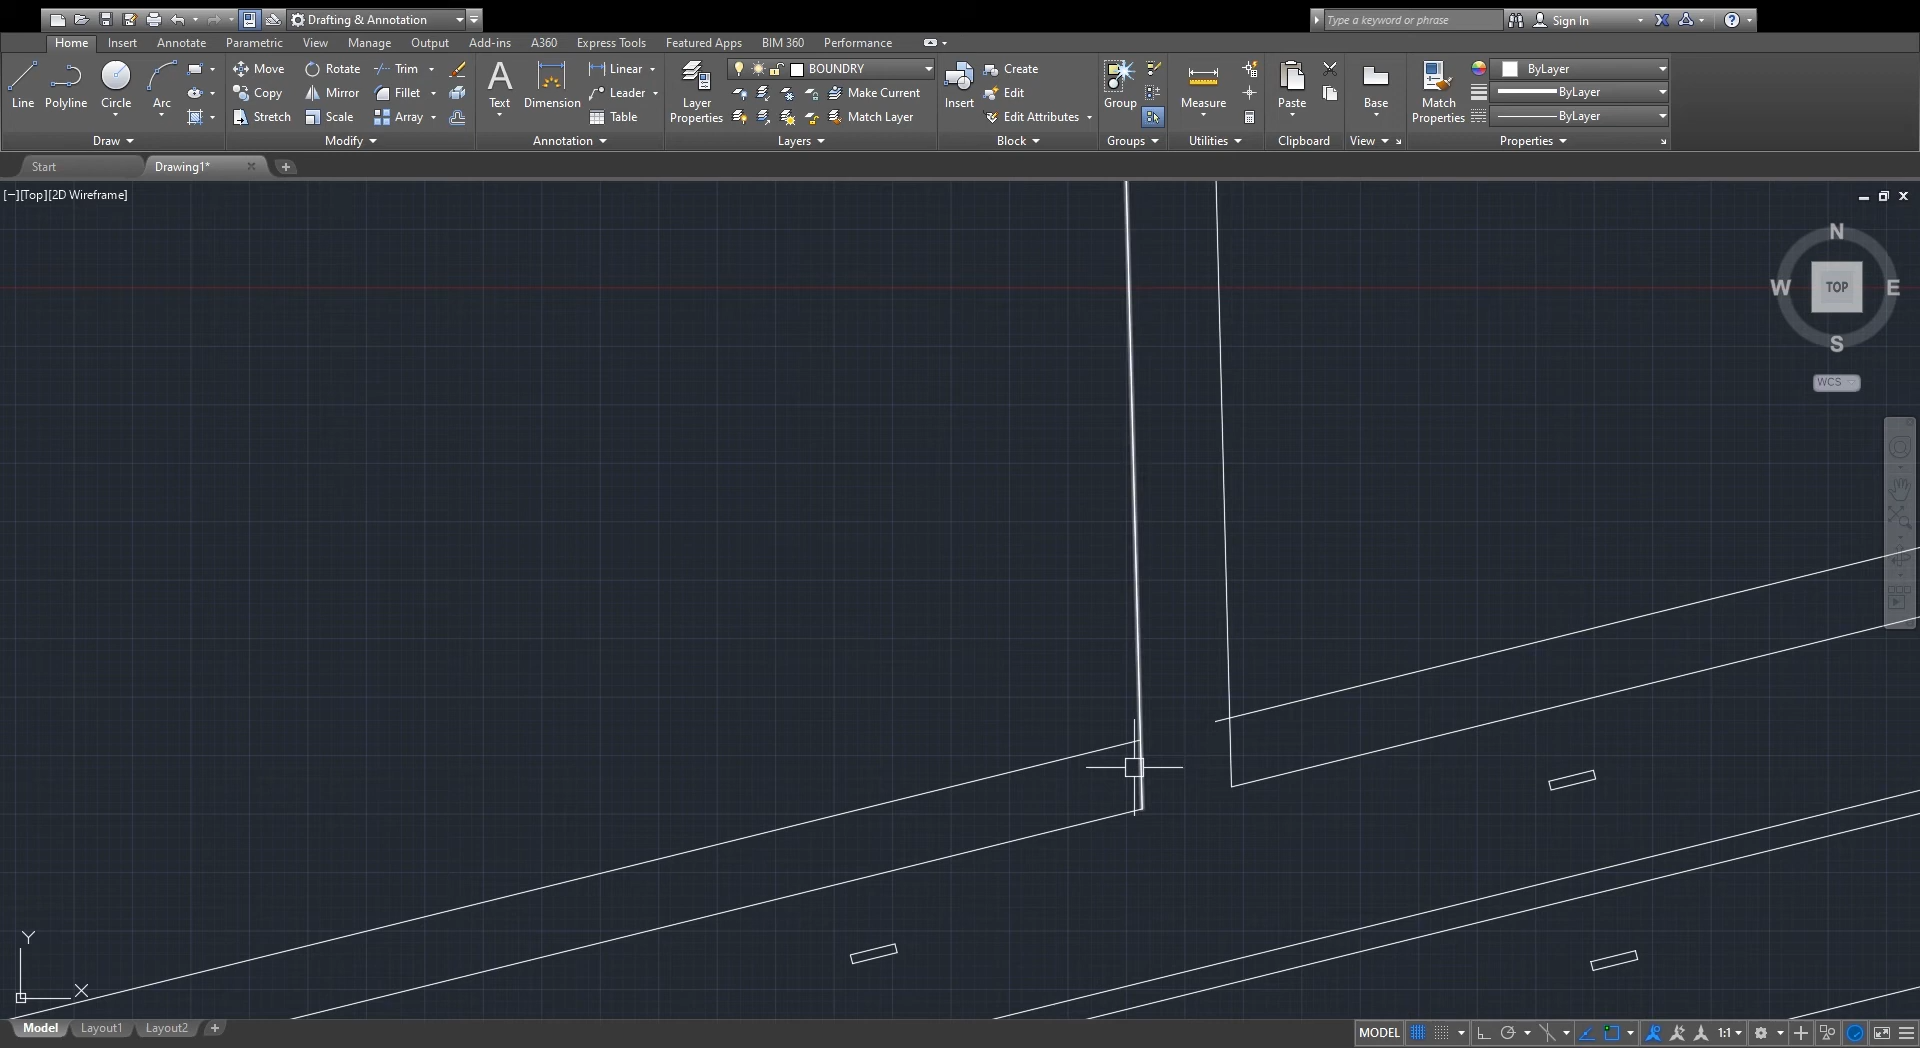 Drafting & Annotation
Type a keyword or phrase
Sign In
Home Insert Annotate Parametric View Manage Output Add-ins A360 Express Tools Featured Apps BIM 360 Performance
Line Polyline Circle Arc
Draw
Move Rotate Trim
Copy Mirror Fillet
Stretch Scale Array
Modify
Text Dimension
Linear
Leader
Table
Annotation
Layer Properties
BOUNDRY
Make Current
Match Layer
Layers
Insert
Create
Edit
Edit Attributes
Block
Group
Groups
Measure
Utilities
Paste
Clipboard
Base
View
Match Properties
ByLayer
ByLayer
ByLayer
Properties
Start Drawing1* +
[−][Top][2D Wireframe]
N
W TOP E
S
WCS
Y
X
Model Layout1 Layout2 +
MODEL 1:1